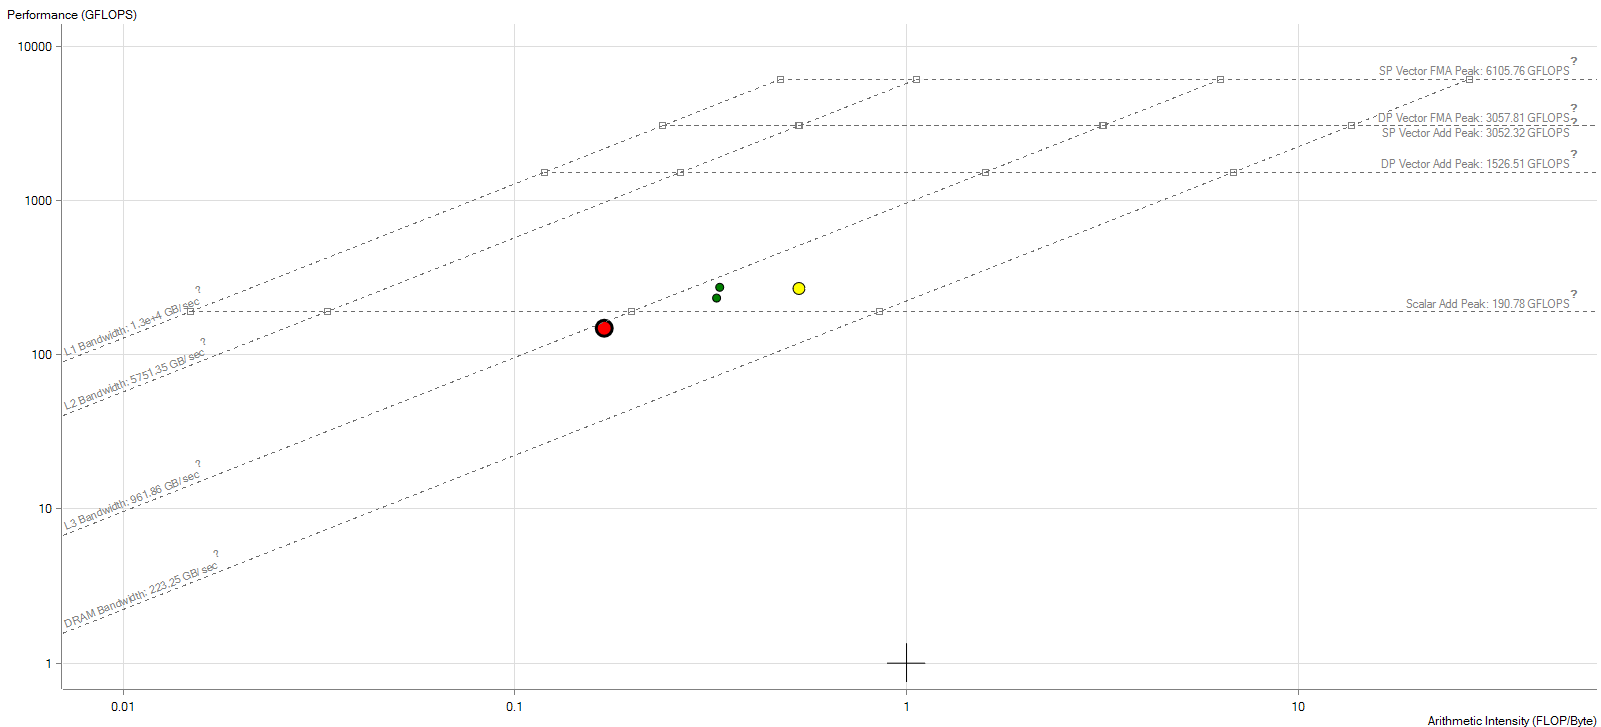 Performance (GFLOPS)
10000
?
SP Vector FMA Peak: 6105.76 GFLOPS
?
DP Vector FMA Peak: 3057.81 GFLOPS
?
SP Vector Add Peak: 3052.32 GFLOPS
?
DP Vector Add Peak: 1526.51 GFLOPS
1000
?
L1 Bandwidth: 1.3e+4 GB/sec
?
Scalar Add Peak: 190.78 GFLOPS
100
?
L2 Bandwidth: 5751.35 GB/sec
?
L3 Bandwidth: 961.86 GB/sec
10
?
DRAM Bandwidth: 223.25 GB/sec
1
0.01
0.1
1
10
Arithmetic Intensity (FLOP/Byte)